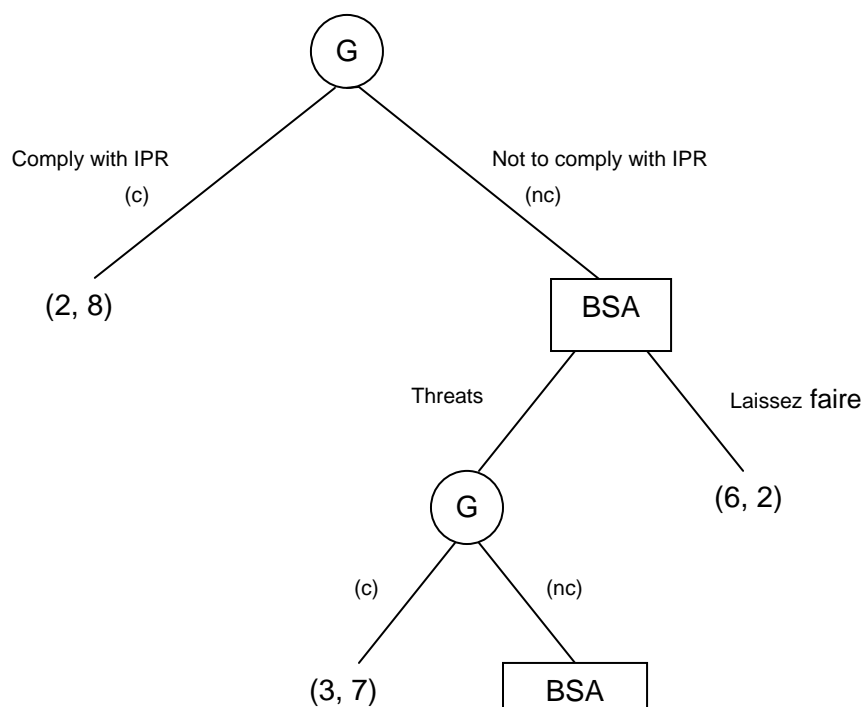 G
Comply with IPR
(c)
Not to comply with IPR
(nc)
(2, 8)
BSA
Threats
Laissez faire
G
(6, 2)
(c)
(nc)
(3, 7)
BSA